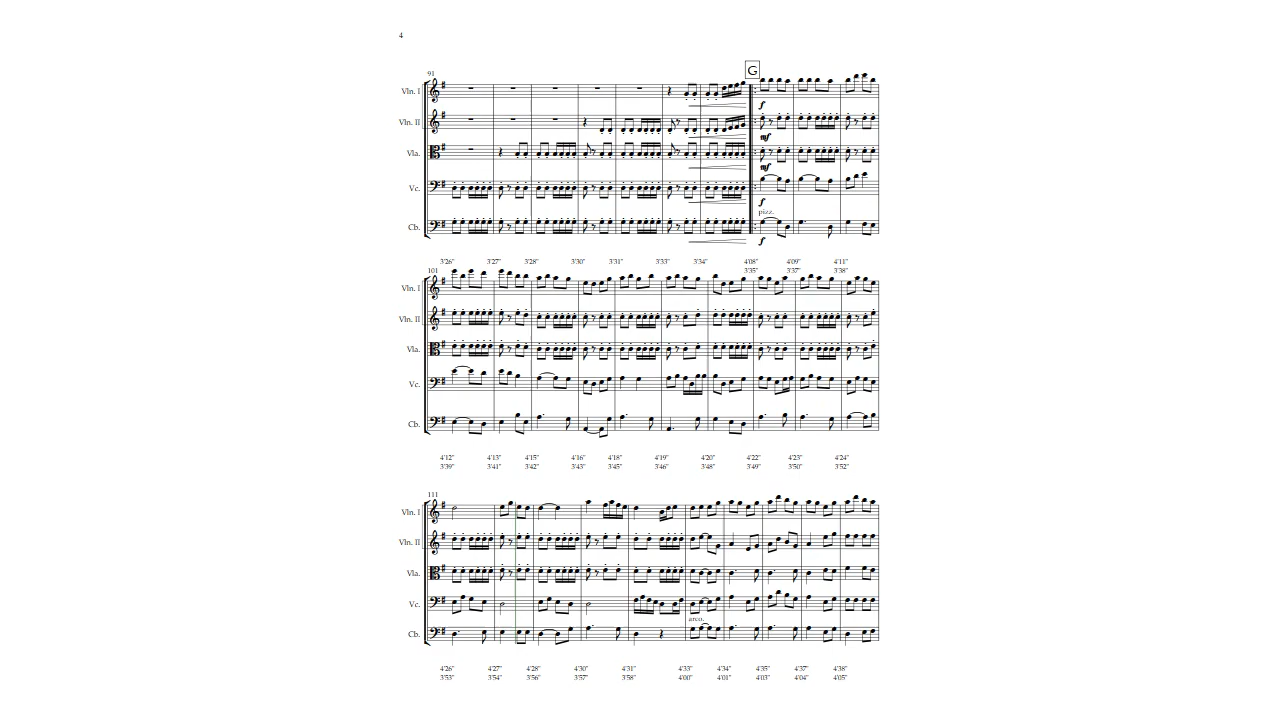 4
G
91
Vln. I
Vln. II
f
mf
Vla.
mf
Vc.
f
pizz.
Cb.
f
3'26" 3'27" 3'28" 3'30" 3'31" 3'33" 3'34" 4'08" 4'09" 4'11"
3'35" 3'37" 3'38"
101
Vln. I
Vln. II
Vla.
Vc.
Cb.
4'12" 4'13" 4'15" 4'16" 4'18" 4'19" 4'20" 4'22" 4'23" 4'24"
3'39" 3'41" 3'42" 3'43" 3'45" 3'46" 3'48" 3'49" 3'50" 3'52"
111
Vln. I
Vln. II
Vla.
Vc.
arco.
Cb.
4'26" 4'27" 4'28" 4'30" 4'31" 4'33" 4'34" 4'35" 4'37" 4'38"
3'53" 3'54" 3'56" 3'57" 3'58" 4'00" 4'01" 4'03" 4'04" 4'05"